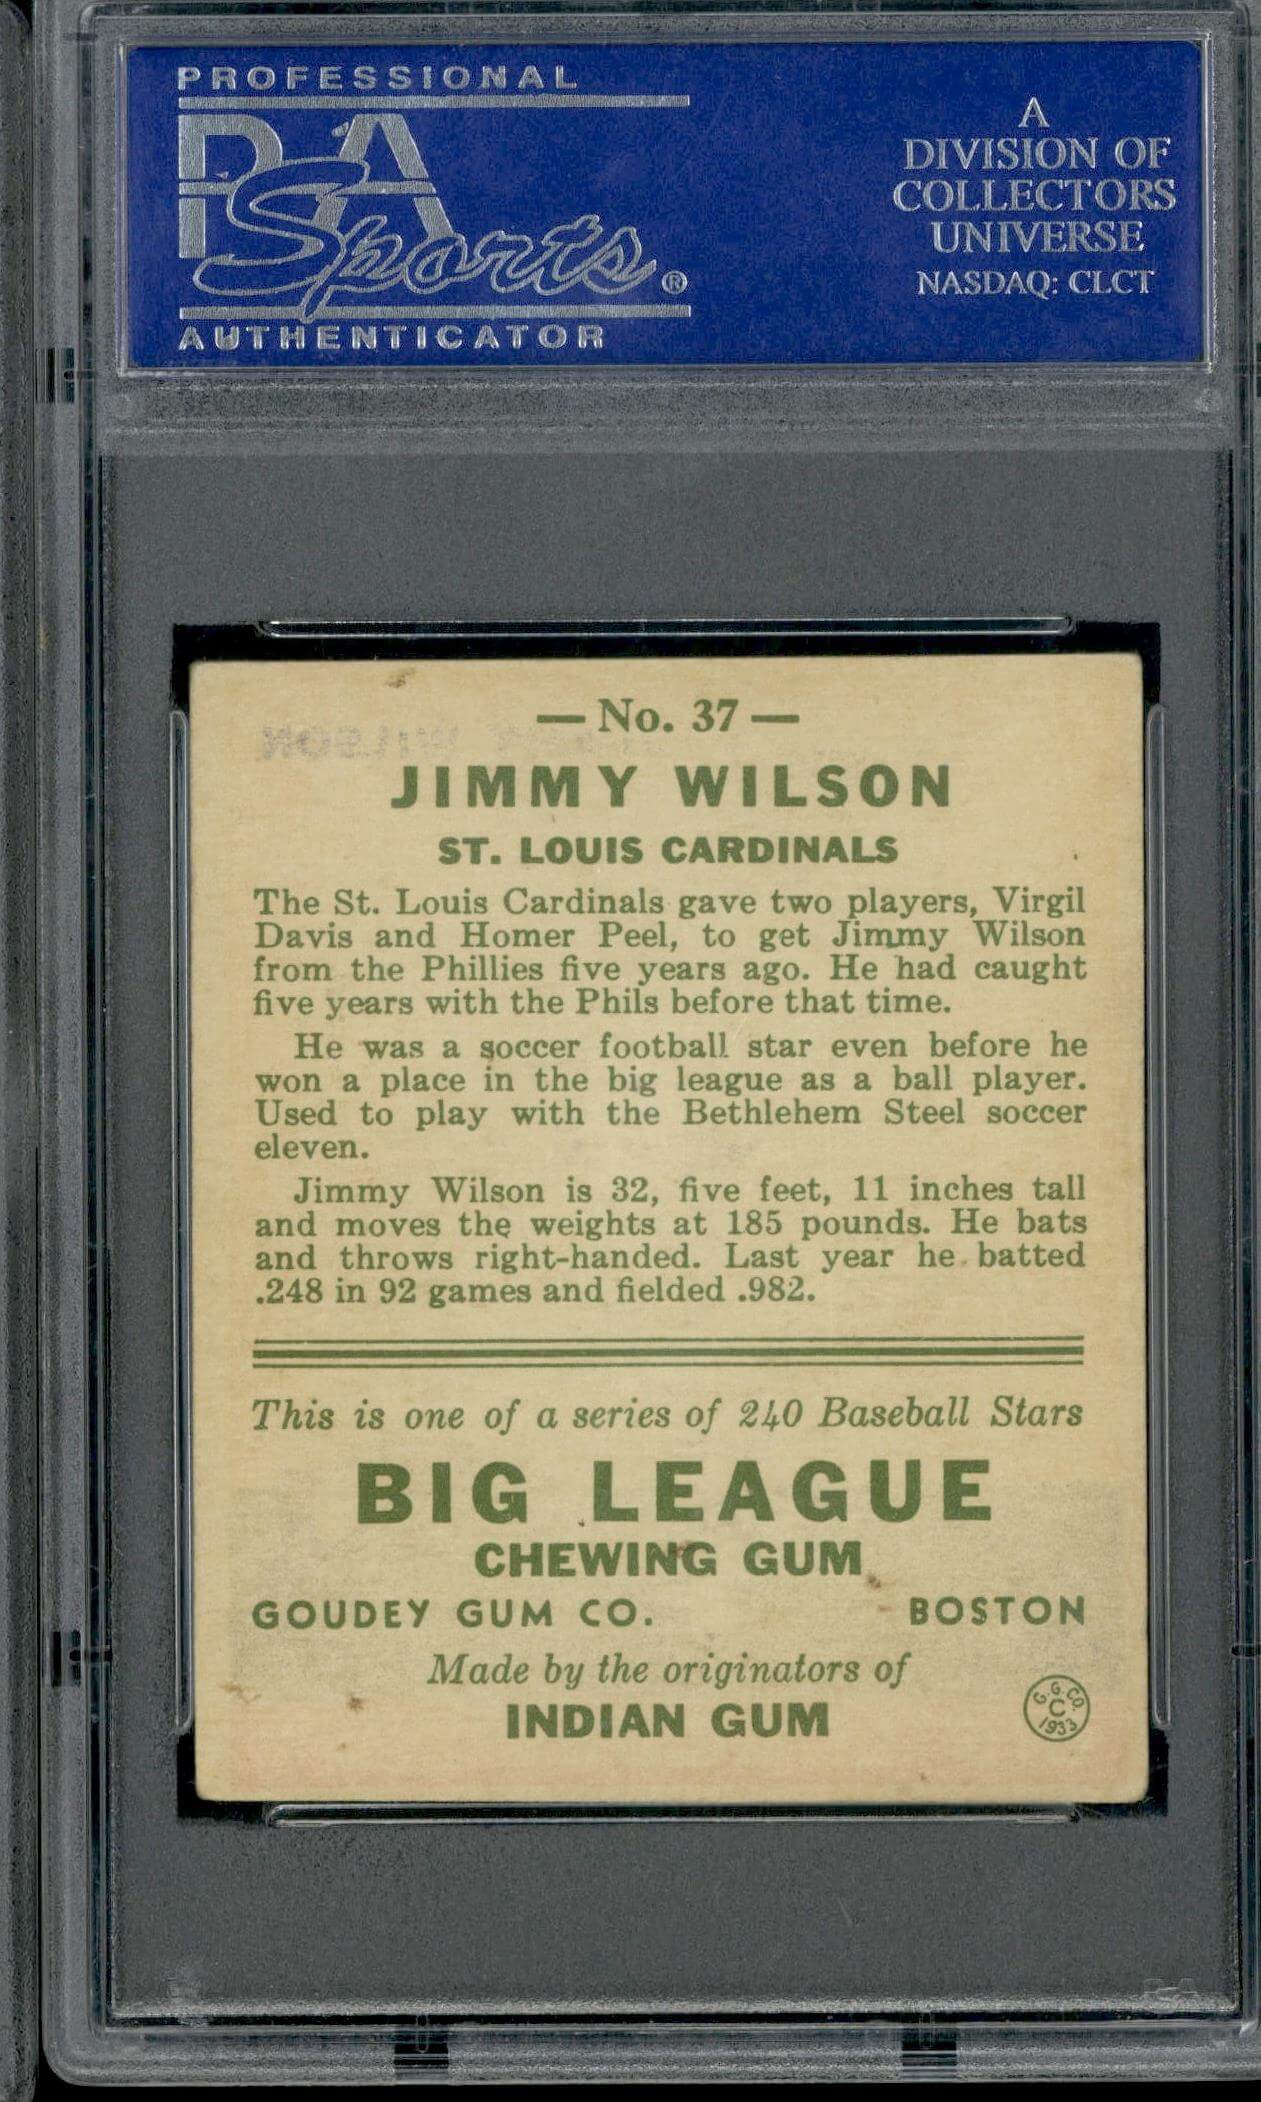 PROFESSIONAL
PSA
Sports®
AUTHENTICATOR
A
DIVISION OF
COLLECTORS
UNIVERSE
NASDAQ: CLCT
— No. 37 —
JIMMY WILSON
ST. LOUIS CARDINALS
The St. Louis Cardinals gave two players, Virgil
Davis and Homer Peel, to get Jimmy Wilson
from the Phillies five years ago. He had caught
five years with the Phils before that time.
He was a soccer football star even before he
won a place in the big league as a ball player.
Used to play with the Bethlehem Steel soccer
eleven.
Jimmy Wilson is 32, five feet, 11 inches tall
and moves the weights at 185 pounds. He bats
and throws right-handed. Last year he batted
.248 in 92 games and fielded .982.
This is one of a series of 240 Baseball Stars
BIG LEAGUE
CHEWING GUM
GOUDEY GUM CO. BOSTON
Made by the originators of
INDIAN GUM
G. G. CO.
C
1933
PSA